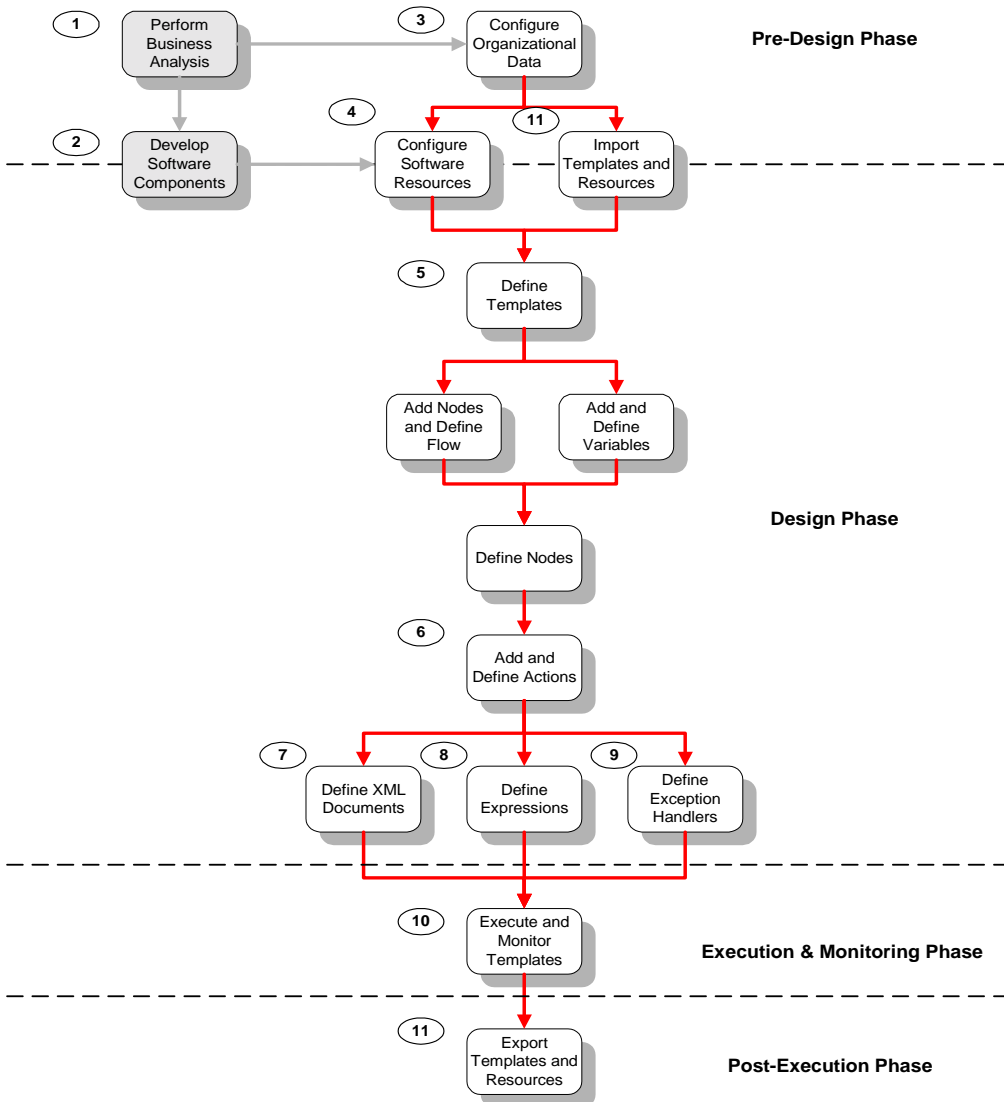 1
Perform
Business
Analysis
3
Configure
Organizational
Data
Pre-Design Phase
2
Develop
Software
Components
4
Configure
Software
Resources
11
Import
Templates and
Resources
5
Define
Templates
Add Nodes
and Define
Flow
Add and
Define
Variables
Design Phase
Define Nodes
6
Add and
Define Actions
7
Define XML
Documents
8
Define
Expressions
9
Define
Exception
Handlers
10
Execute and
Monitor
Templates
Execution & Monitoring Phase
11
Export
Templates and
Resources
Post-Execution Phase